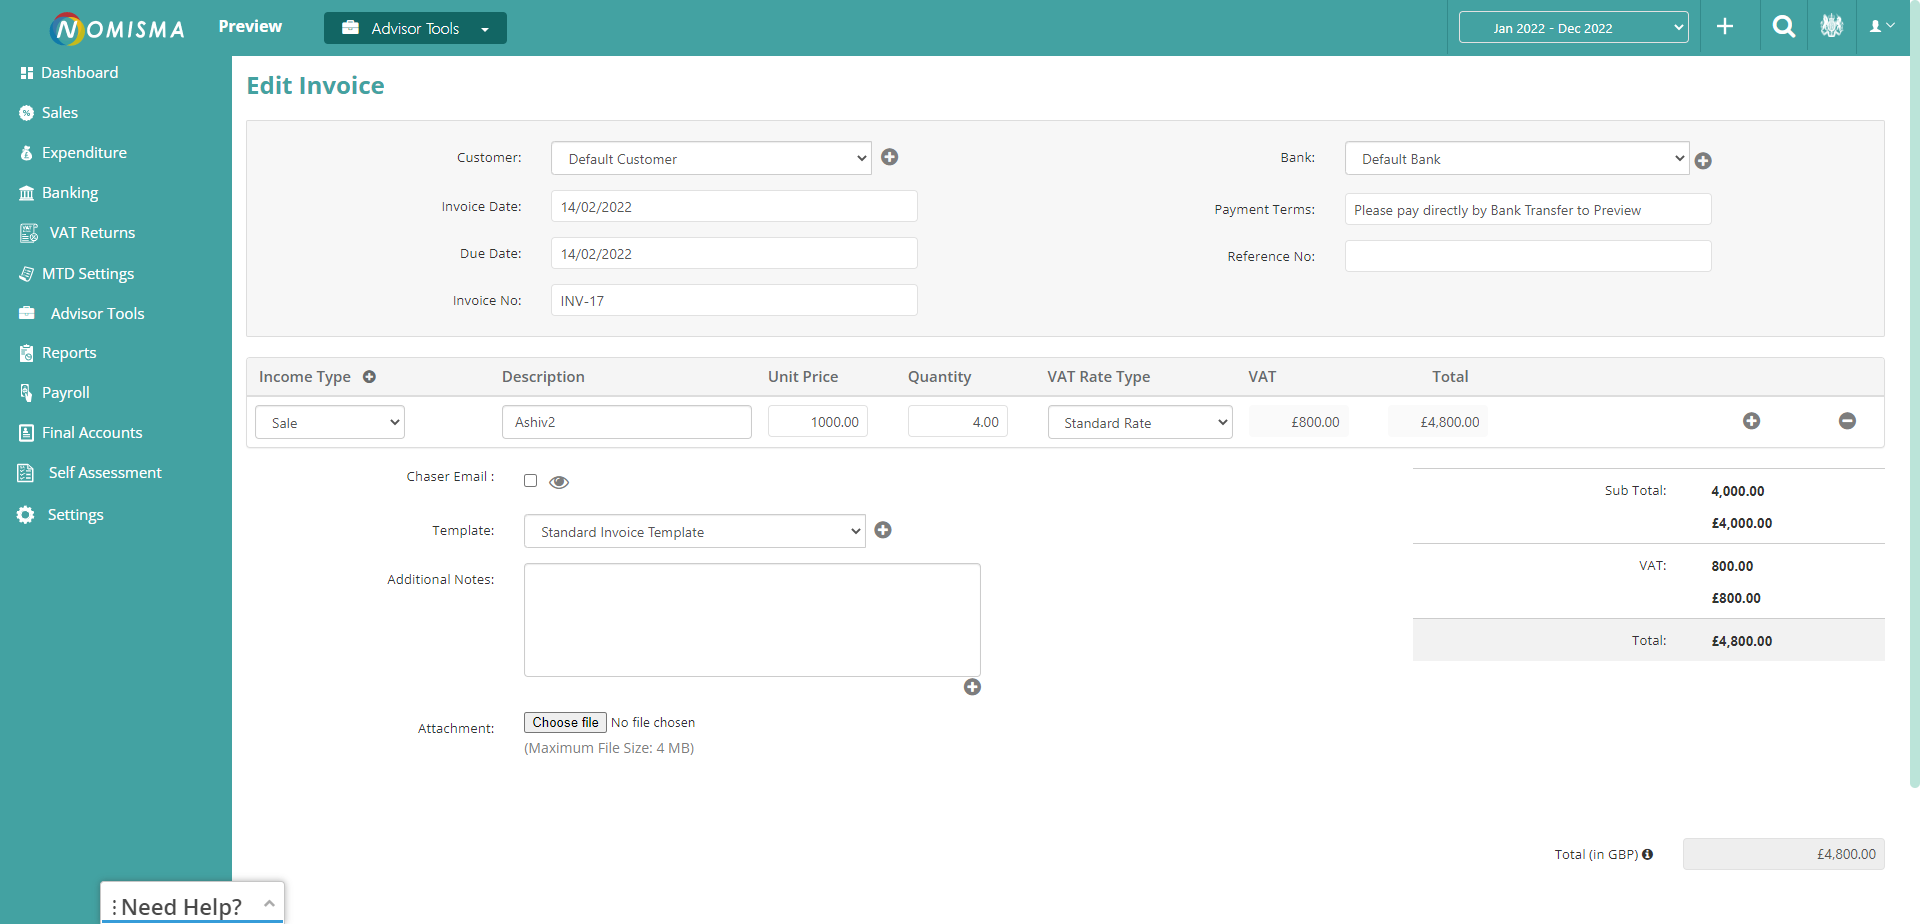 NOMISMA
Preview
Advisor Tools
Jan 2022 - Dec 2022
Dashboard
Sales
Expenditure
Banking
VAT Returns
MTD Settings
Advisor Tools
Reports
Payroll
Final Accounts
Self Assessment
Settings
Edit Invoice
Customer: Default Customer
Bank: Default Bank
Invoice Date: 14/02/2022
Payment Terms: Please pay directly by Bank Transfer to Preview
Due Date: 14/02/2022
Reference No:
Invoice No: INV-17
Income Type Description Unit Price Quantity VAT Rate Type VAT Total
Sale Ashiv2 1000.00 4.00 Standard Rate £800.00 £4,800.00
Chaser Email :
Template: Standard Invoice Template
Additional Notes:
Attachment: Choose file No file chosen
(Maximum File Size: 4 MB)
Sub Total: 4,000.00
£4,000.00
VAT: 800.00
£800.00
Total: £4,800.00
Total (in GBP) £4,800.00
Need Help?